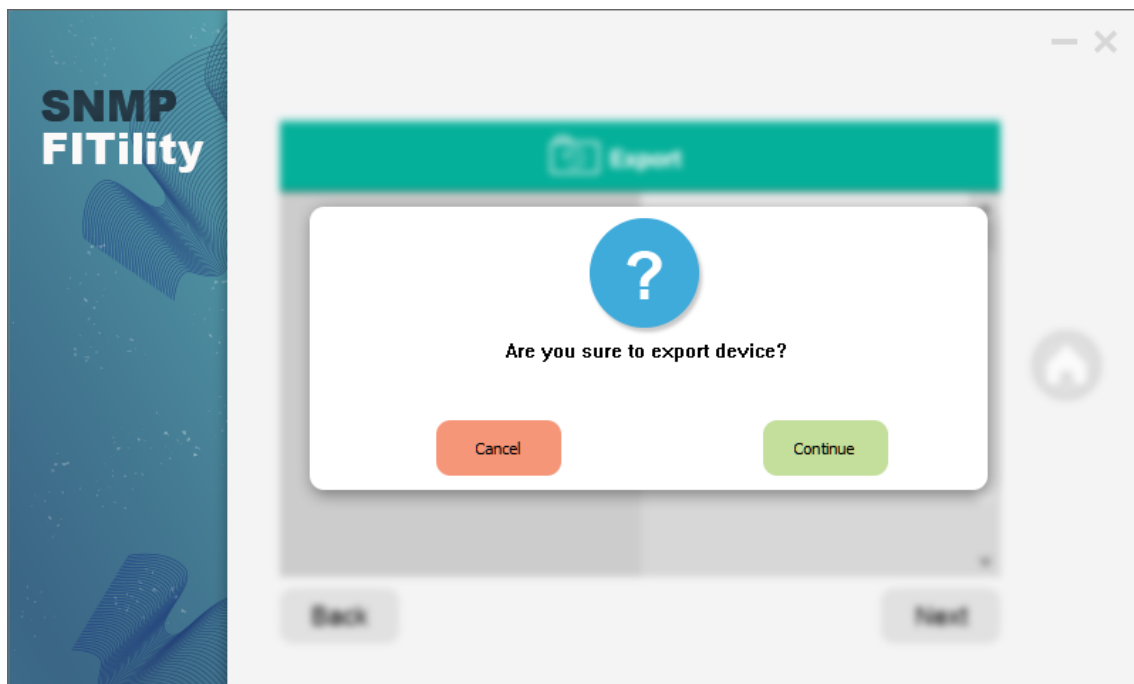 SNMP
FITility
Export
?
Are you sure to export device?
Cancel
Continue
Back
Next